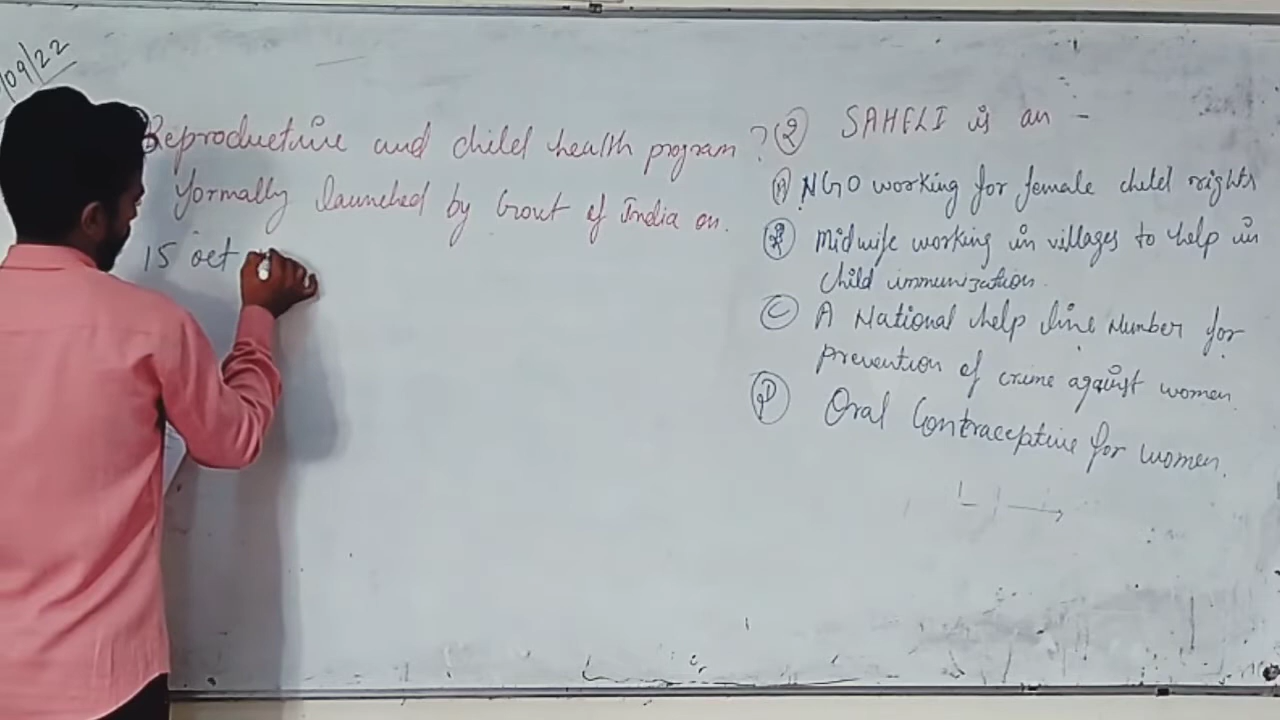 /09/22
Reproductive and child health program ?
formally launched by Govt of India on.
15 oct
② SAHELI is an -
Ⓐ NGO working for female child rights
Ⓑ Midwife working in villages to help in
child immunization.
Ⓒ A National help line Number for
prevention of crime against women.
Ⓓ Oral Contraceptive for women.